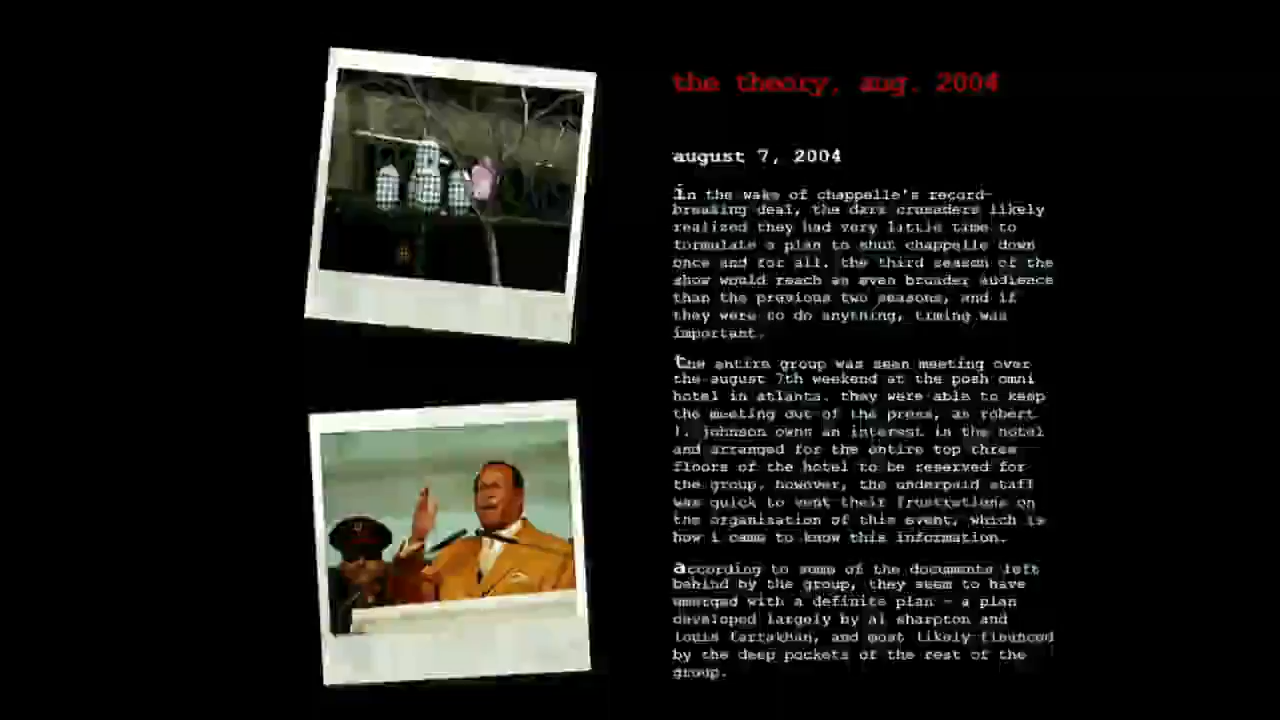 the theory, aug. 2004
august 7, 2004
in the wake of chappelle's record-
breaking deal, the dark crusaders likely
realized they had very little time to
formulate a plan to shut chappelle down
once and for all. the third season of the
show would reach an even broader audience
than the previous two seasons, and if
they were to do anything, timing was
important.
the entire group was seen meeting over
the august 7th weekend at the posh omni
hotel in atlanta. they were able to keep
the meeting out of the press, as robert
l. johnson owns an interest in the hotel
and arranged for the entire top three
floors of the hotel to be reserved for
the group. however, the underpaid staff
was quick to vent their frustrations on
the organization of this event, which is
how i came to know this information.
according to some of the documents left
behind by the group, they seem to have
emerged with a definite plan - a plan
developed largely by al sharpton and
louis farrakhan, and most likely financed
by the deep pockets of the rest of the
group.